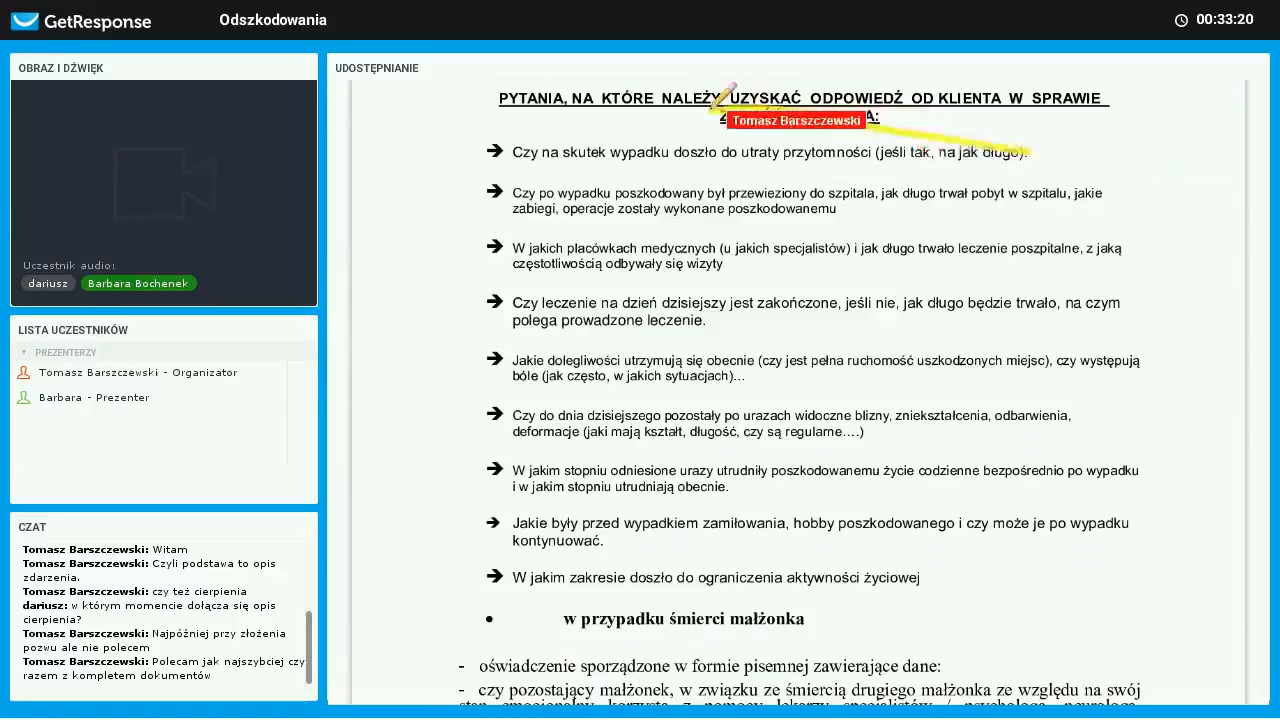 GetResponse
Odszkodowania
00:33:20
OBRAZ I DŹWIĘK
Uczestnik audio:
dariusz
Barbara Bochenek
LISTA UCZESTNIKÓW
PREZENTERZY
Tomasz Barszczewski - Organizator
Barbara - Prezenter
CZAT
Tomasz Barszczewski: Witam
Tomasz Barszczewski: Czyli podstawa to opis
zdarzenia.
Tomasz Barszczewski: czy też cierpienia
dariusz: w którym momencie dołącza się opis
cierpienia?
Tomasz Barszczewski: Najpóźniej przy złożenia
pozwu ale nie polecem
Tomasz Barszczewski: Polecam jak najszybciej czy
razem z kompletem dokumentów
UDOSTĘPNIANIE
PYTANIA, NA KTÓRE NALEŻY UZYSKAĆ ODPOWIEDŹ OD KLIENTA W SPRAWIE
Tomasz Barszczewski
A:
➔ Czy na skutek wypadku doszło do utraty przytomności (jeśli tak, na jak długo).
➔ Czy po wypadku poszkodowany był przewieziony do szpitala, jak długo trwał pobyt w szpitalu, jakie
zabiegi, operacje zostały wykonane poszkodowanemu
➔ W jakich placówkach medycznych (u jakich specjalistów) i jak długo trwało leczenie poszpitalne, z jaką
częstotliwością odbywały się wizyty
➔ Czy leczenie na dzień dzisiejszy jest zakończone, jeśli nie, jak długo będzie trwało, na czym
polega prowadzone leczenie.
➔ Jakie dolegliwości utrzymują się obecnie (czy jest pełna ruchomość uszkodzonych miejsc), czy występują
bóle (jak często, w jakich sytuacjach)...
➔ Czy do dnia dzisiejszego pozostały po urazach widoczne blizny, zniekształcenia, odbarwienia,
deformacje (jaki mają kształt, długość, czy są regularne....)
➔ W jakim stopniu odniesione urazy utrudniły poszkodowanemu życie codzienne bezpośrednio po wypadku
i w jakim stopniu utrudniają obecnie.
➔ Jakie były przed wypadkiem zamiłowania, hobby poszkodowanego i czy może je po wypadku
kontynuować.
➔ W jakim zakresie doszło do ograniczenia aktywności życiowej
• w przypadku śmierci małżonka
- oświadczenie sporządzone w formie pisemnej zawierające dane:
- czy pozostający małżonek, w związku ze śmiercią drugiego małżonka ze względu na swój
stan emocjonalny korzysta z pomocy lekarzy specjalistów / psychologa, neurologa,